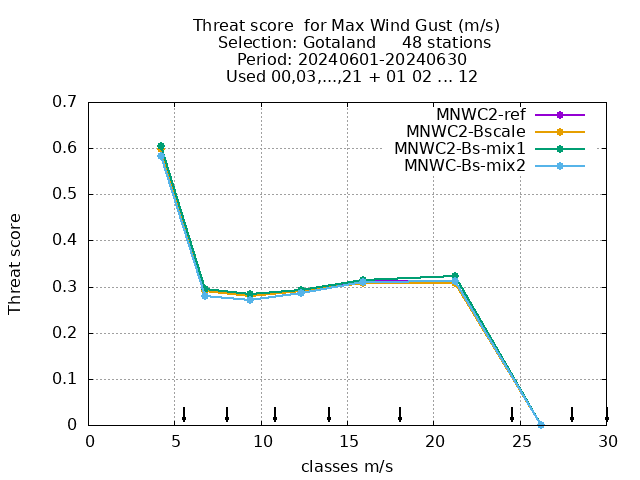 Threat score  for Max Wind Gust (m/s)
Selection: Gotaland     48 stations
Period: 20240601-20240630
Used 00,03,...,21 + 01 02 ... 12
MNWC2-ref
MNWC2-Bscale
MNWC2-Bs-mix1
MNWC-Bs-mix2
Threat score
0.7
0.6
0.5
0.4
0.3
0.2
0.1
0
0 5 10 15 20 25 30
classes m/s